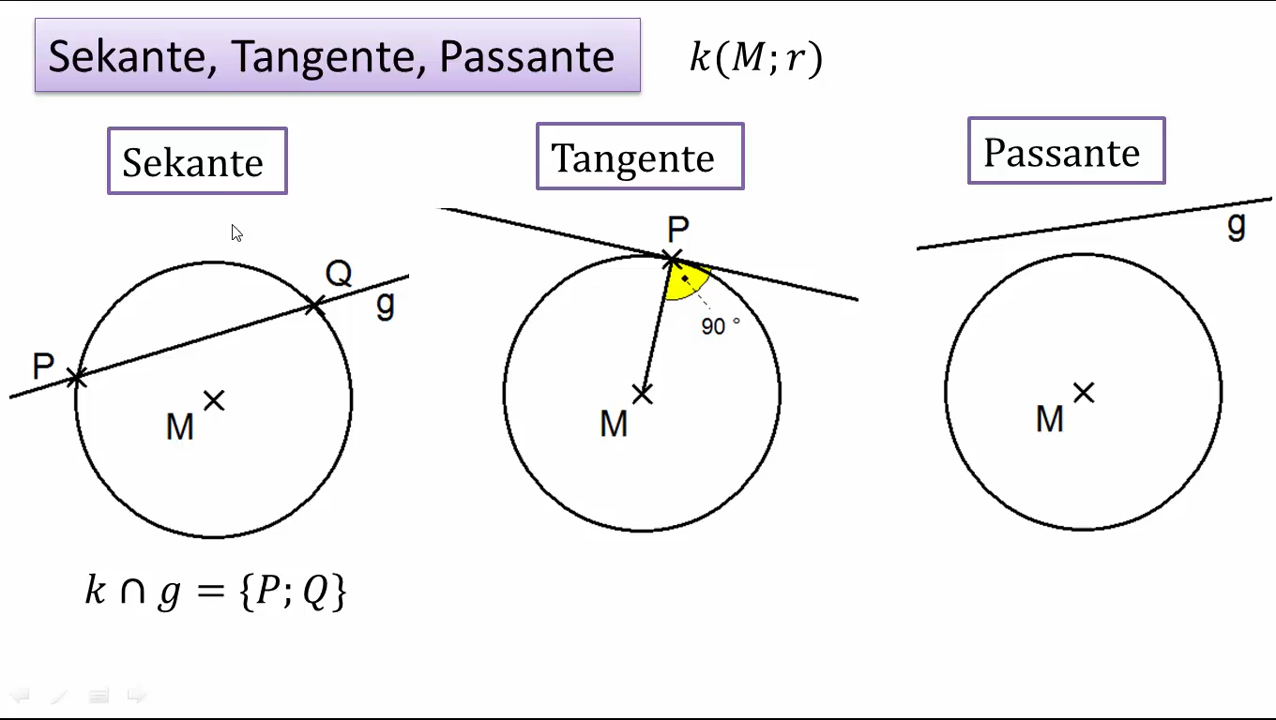 Sekante, Tangente, Passante
k(M; r)
Sekante
Tangente
Passante
P
Q
g
M
k ∩ g = {P; Q}
P
90 °
M
g
M